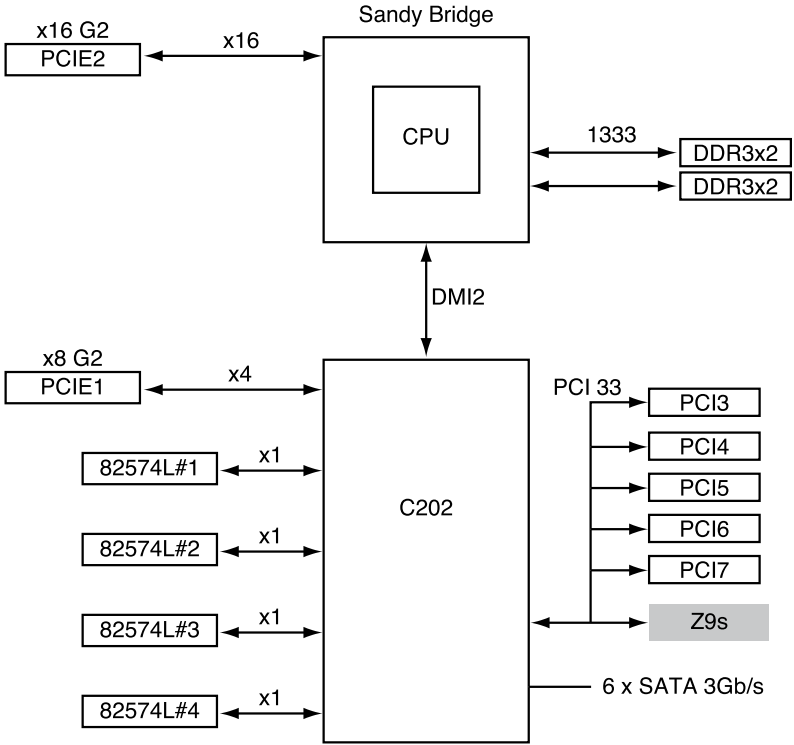 Sandy Bridge
x16 G2
PCIE2
x16
CPU
1333
DDR3x2
DDR3x2
DMI2
x8 G2
PCIE1
x4
PCI 33
PCI3
PCI4
82574L#1
x1
PCI5
C202
PCI6
82574L#2
x1
PCI7
82574L#3
x1
Z9s
6 x SATA 3Gb/s
82574L#4
x1